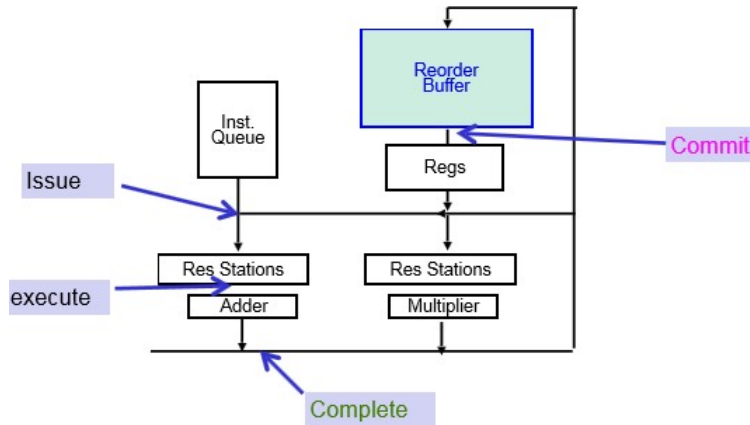 Reorder
Buffer
Inst.
Queue
Commit
Regs
Issue
Res Stations
Res Stations
execute
Adder
Multiplier
Complete